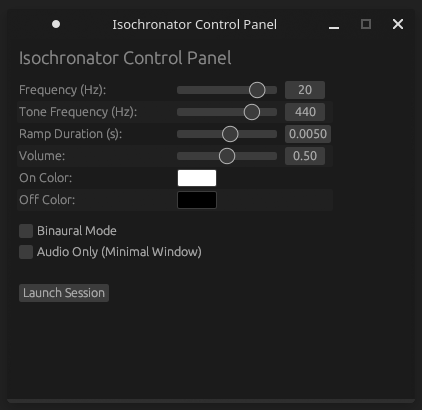 Isochronator Control Panel
Isochronator Control Panel
Frequency (Hz): 20
Tone Frequency (Hz): 440
Ramp Duration (s): 0.0050
Volume: 0.50
On Color:
Off Color:
Binaural Mode
Audio Only (Minimal Window)
Launch Session